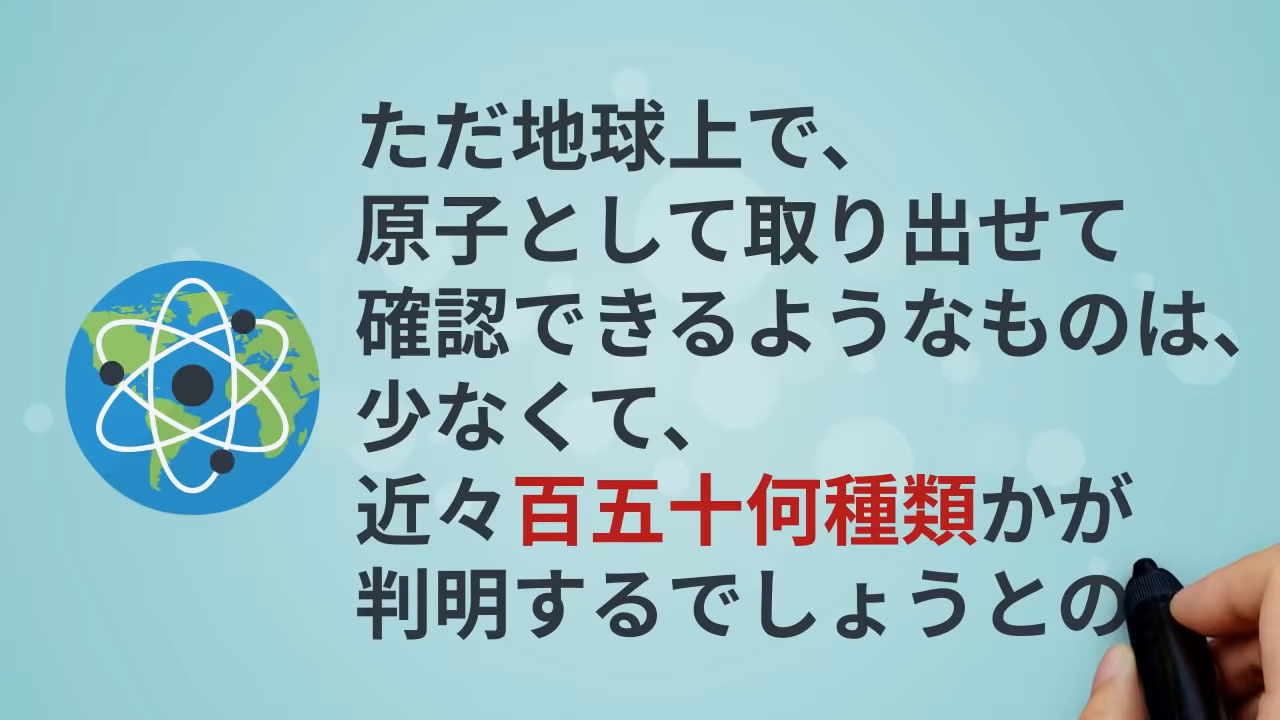 ただ地球上で、
原子として取り出せて
確認できるようなものは、
少なくて、
近々百五十何種類かが
判明するでしょうとの